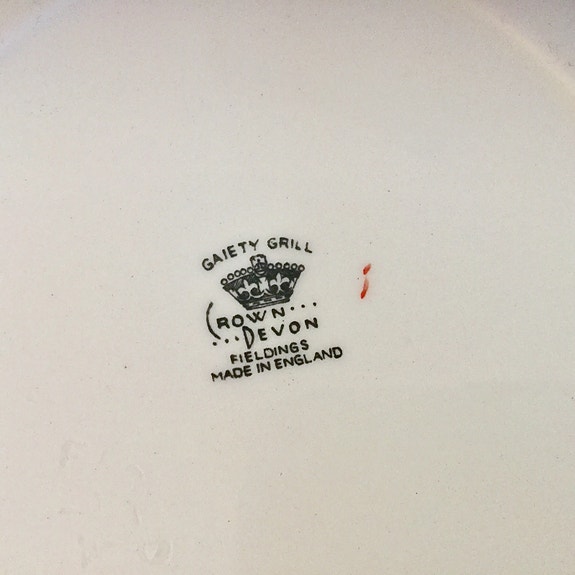 GAIETY GRILL
CROWN...
...DEVON
FIELDINGS
MADE IN ENGLAND